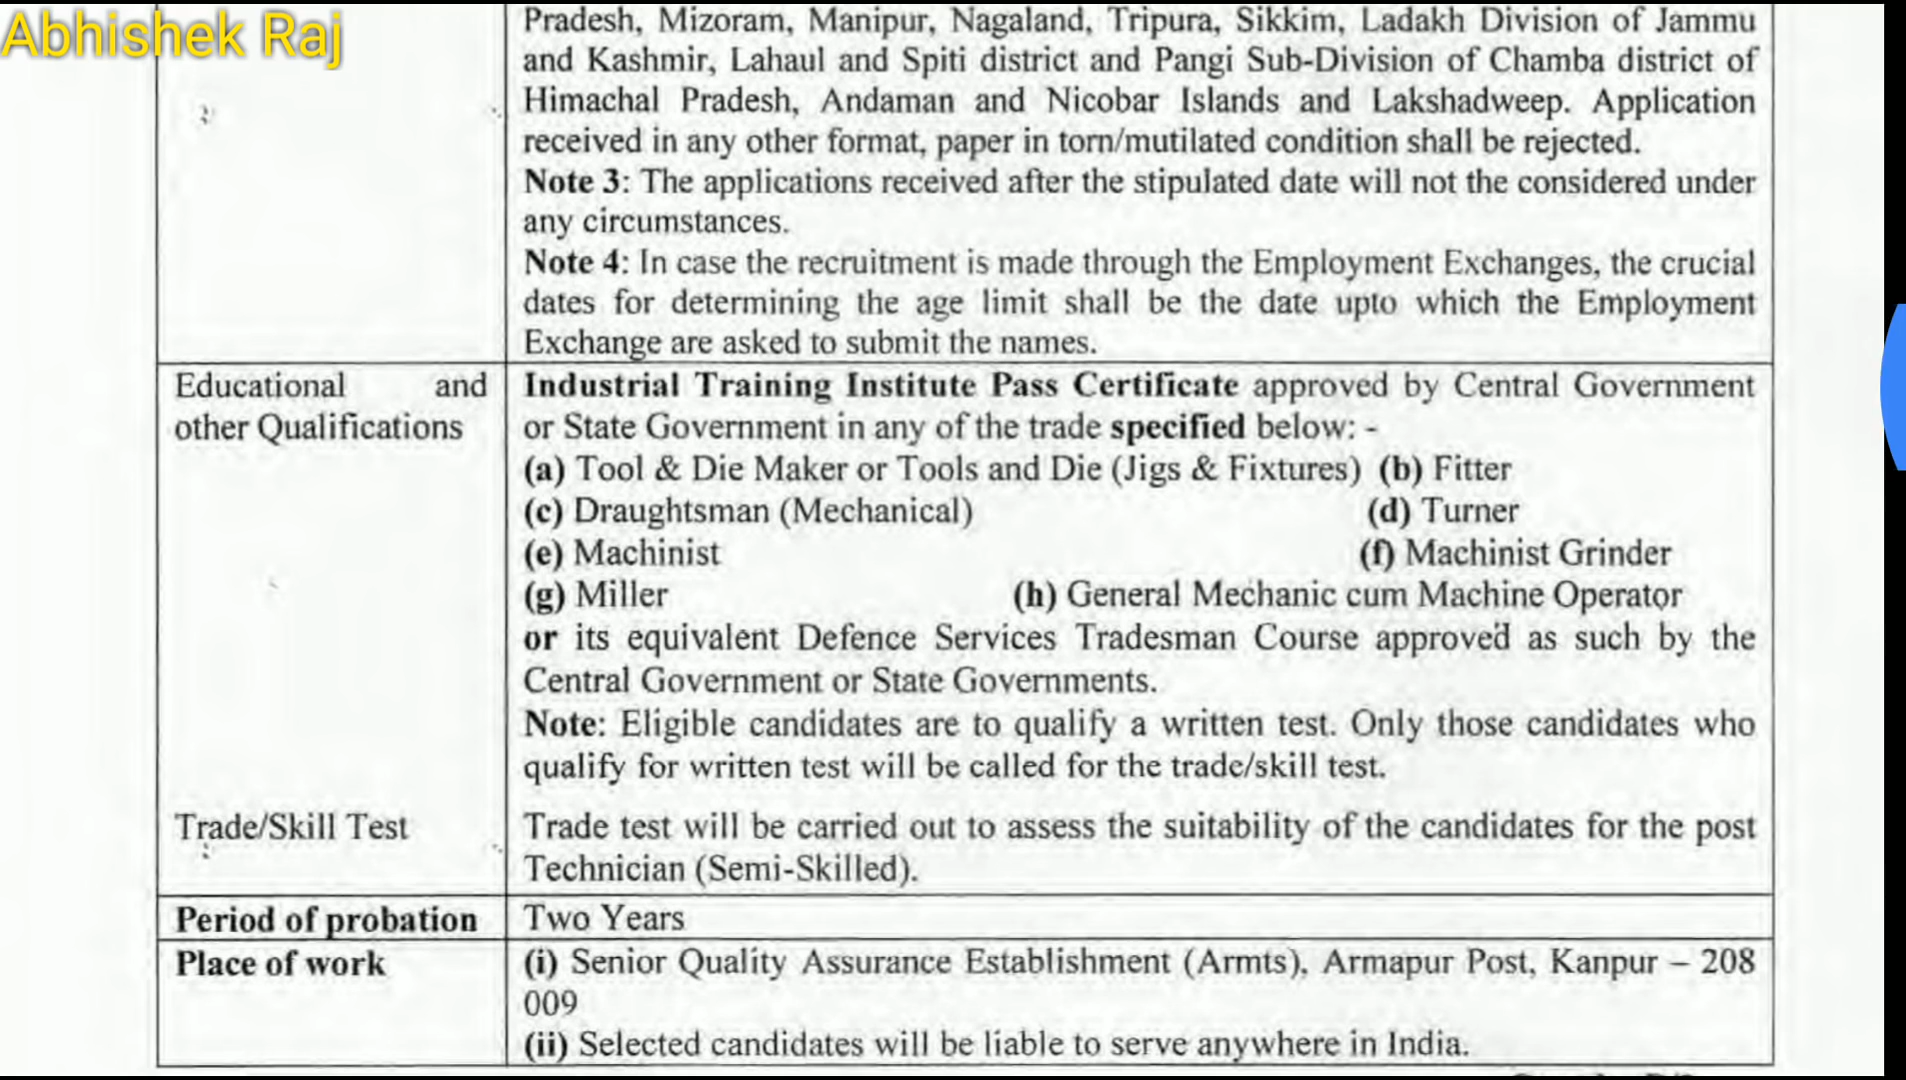 Abhishek Raj
Pradesh, Mizoram, Manipur, Nagaland, Tripura, Sikkim, Ladakh Division of Jammu
and Kashmir, Lahaul and Spiti district and Pangi Sub-Division of Chamba district of
Himachal Pradesh, Andaman and Nicobar Islands and Lakshadweep. Application
received in any other format, paper in torn/mutilated condition shall be rejected.
Note 3: The applications received after the stipulated date will not the considered under
any circumstances.
Note 4: In case the recruitment is made through the Employment Exchanges, the crucial
dates for determining the age limit shall be the date upto which the Employment
Exchange are asked to submit the names.
Educational and
other Qualifications
Industrial Training Institute Pass Certificate approved by Central Government
or State Government in any of the trade specified below: -
(a) Tool & Die Maker or Tools and Die (Jigs & Fixtures) (b) Fitter
(c) Draughtsman (Mechanical) (d) Turner
(e) Machinist (f) Machinist Grinder
(g) Miller (h) General Mechanic cum Machine Operator
or its equivalent Defence Services Tradesman Course approved as such by the
Central Government or State Governments.
Note: Eligible candidates are to qualify a written test. Only those candidates who
qualify for written test will be called for the trade/skill test.
Trade/Skill Test
Trade test will be carried out to assess the suitability of the candidates for the post
Technician (Semi-Skilled).
Period of probation Two Years
Place of work
(i) Senior Quality Assurance Establishment (Armts), Armapur Post, Kanpur – 208
009
(ii) Selected candidates will be liable to serve anywhere in India.